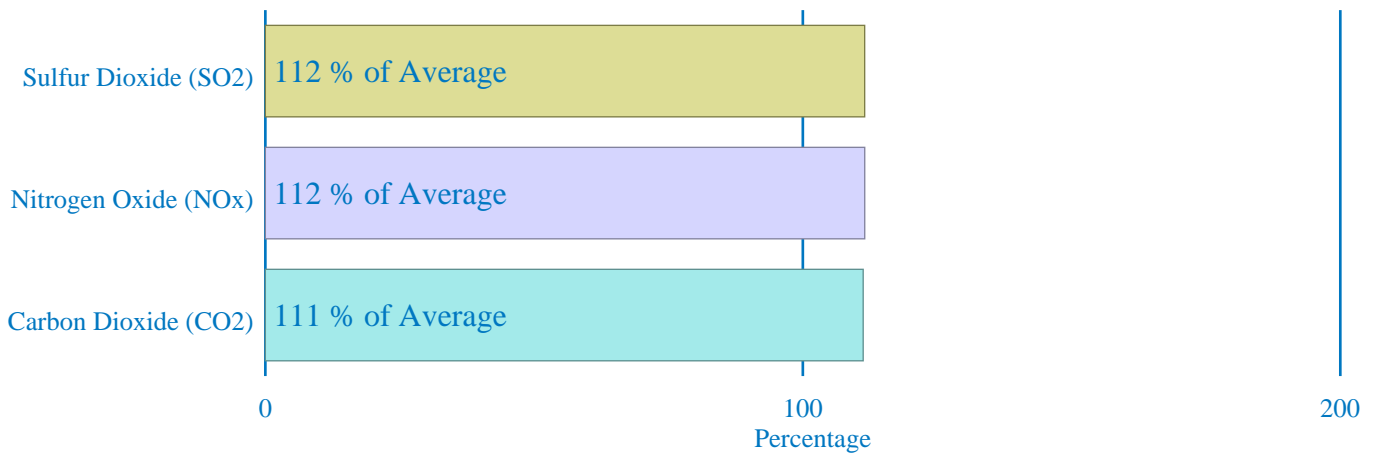 Sulfur Dioxide (SO2)
112 % of Average
Nitrogen Oxide (NOx)
112 % of Average
Carbon Dioxide (CO2)
111 % of Average
0
100
200
Percentage